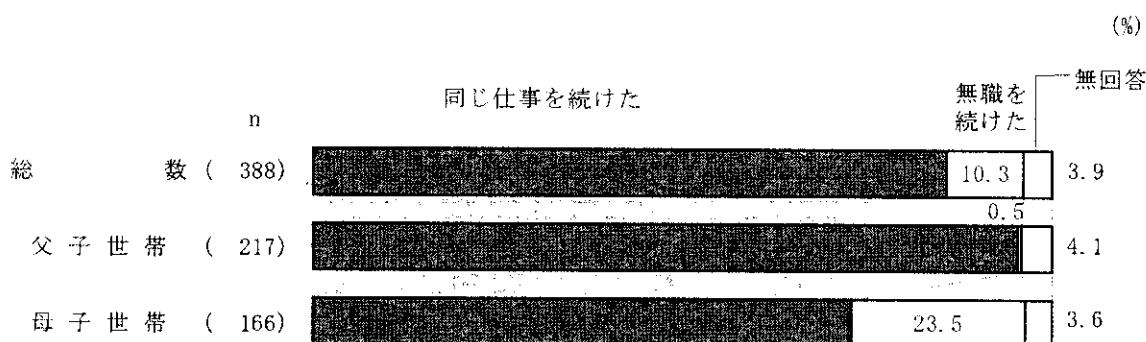 (%)
同じ仕事を続けた
無職を
続けた
無回答
n
総 数 ( 388) 10.3 3.9
0.5
父子世帯 ( 217) 4.1
母子世帯 ( 166) 23.5 3.6